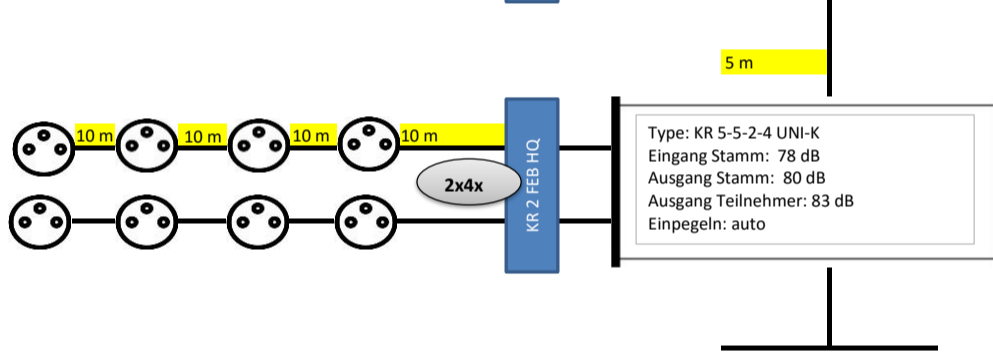 5 m
10 m
10 m
10 m
10 m
2x4x
KR 2 FEB HQ
Type: KR 5-5-2-4 UNI-K
Eingang Stamm: 78 dB
Ausgang Stamm: 80 dB
Ausgang Teilnehmer: 83 dB
Einpegeln: auto